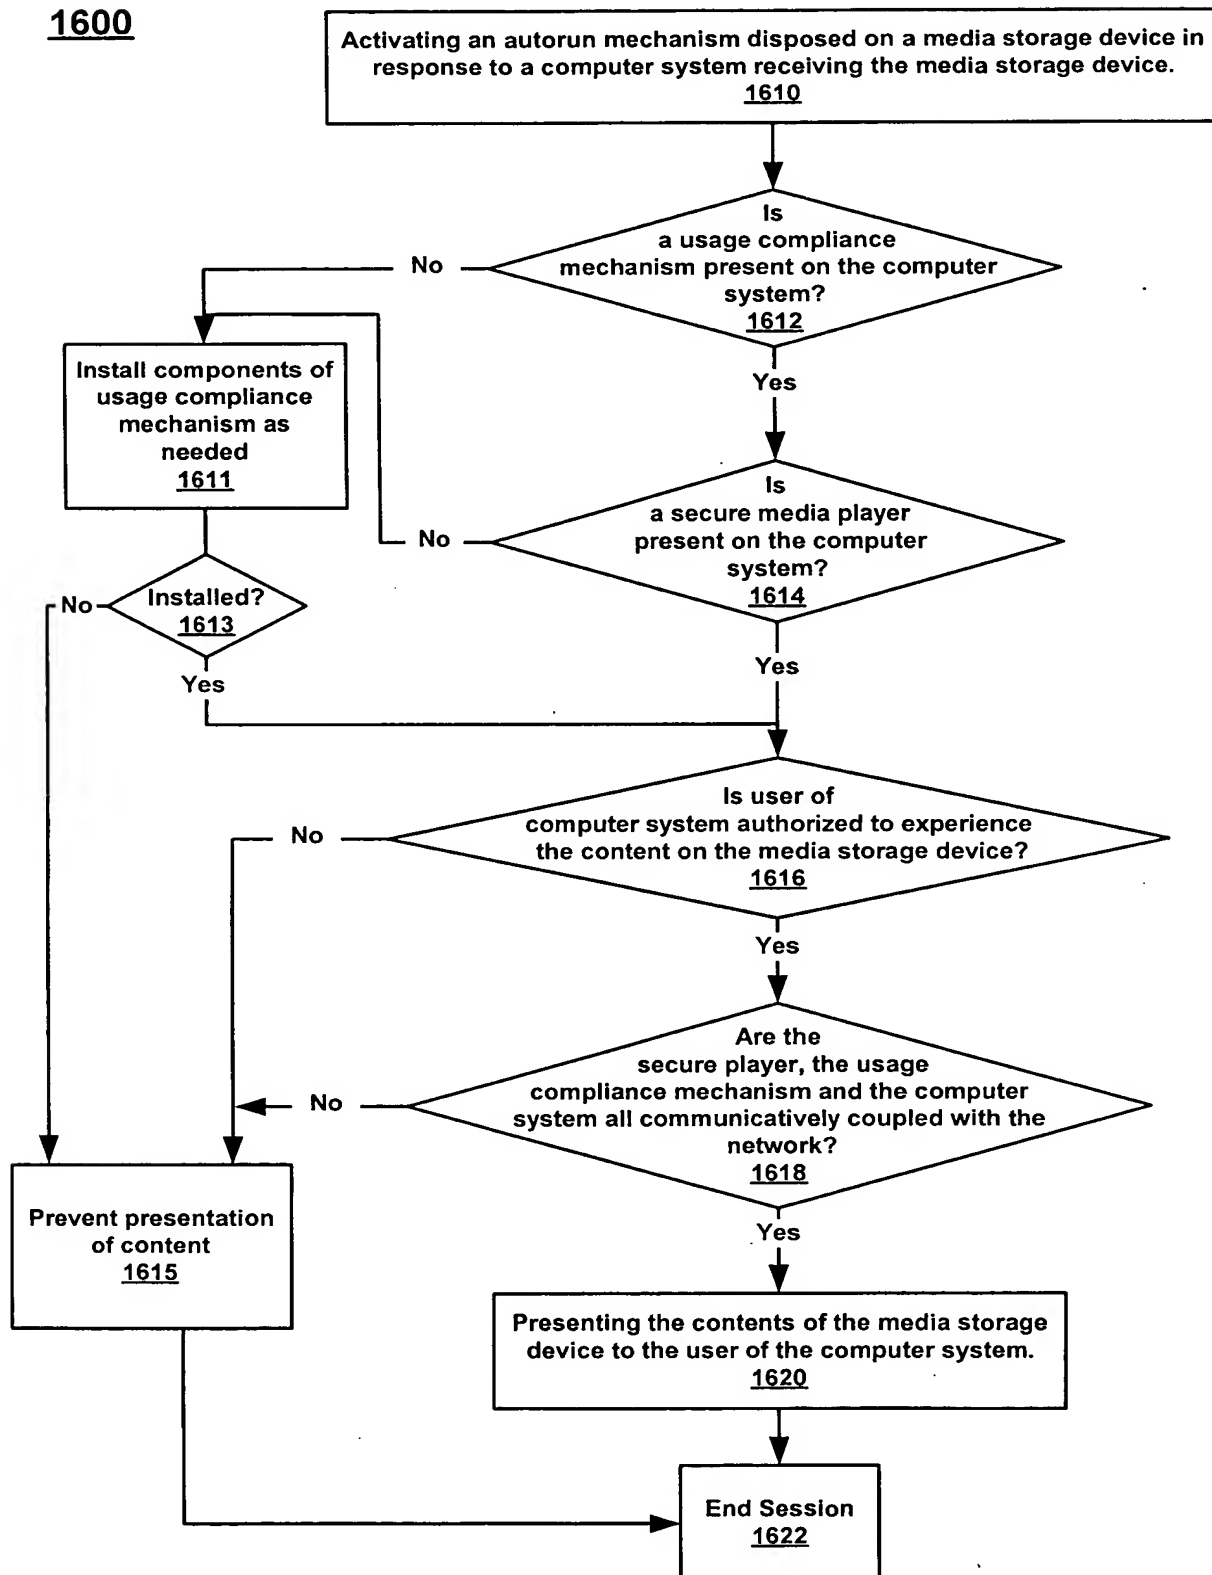 1600
Activating an autorun mechanism disposed on a media storage device in
response to a computer system receiving the media storage device.
1610
Is
a usage compliance
mechanism present on the computer
system?
1612
No
Yes
Install components of
usage compliance
mechanism as
needed
1611
Is
a secure media player
present on the computer
system?
1614
No
Yes
Installed?
1613
No
Yes
Is user of
computer system authorized to experience
the content on the media storage device?
1616
No
Yes
Are the
secure player, the usage
compliance mechanism and the computer
system all communicatively coupled with the
network?
1618
No
Yes
Prevent presentation
of content
1615
Presenting the contents of the media storage
device to the user of the computer system.
1620
End Session
1622